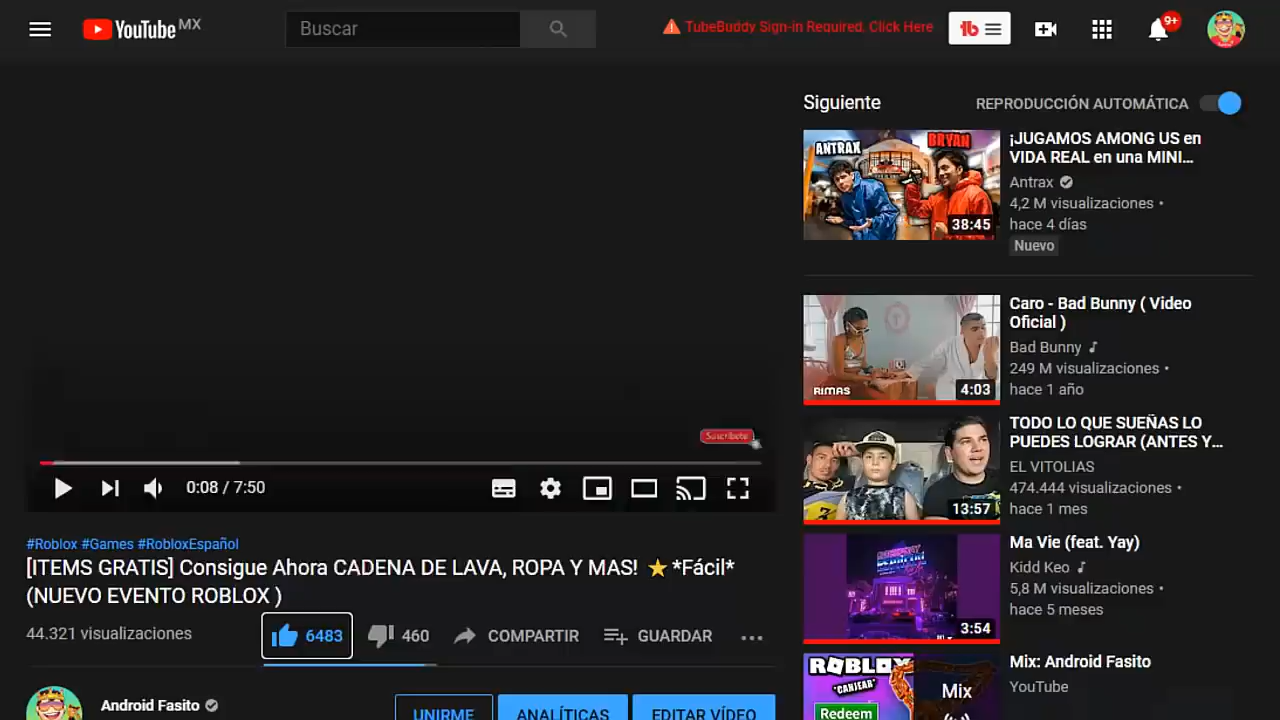 YouTube MX
Buscar
TubeBuddy Sign-in Required. Click Here
tb
9+
Siguiente
REPRODUCCIÓN AUTOMÁTICA
ANTRAX
BRYAN
38:45
¡JUGAMOS AMONG US en
VIDA REAL en una MINI...
Antrax
4,2 M visualizaciones •
hace 4 días
Nuevo
RIMAS
4:03
Caro - Bad Bunny ( Video
Oficial )
Bad Bunny
249 M visualizaciones •
hace 1 año
13:57
TODO LO QUE SUEÑAS LO
PUEDES LOGRAR (ANTES Y...
EL VITOLIAS
474.444 visualizaciones •
hace 1 mes
3:54
Ma Vie (feat. Yay)
Kidd Keo
5,8 M visualizaciones •
hace 5 meses
ROBLOX
"CANJEAR"
Redeem
Mix
Mix: Android Fasito
YouTube
Suscríbete
0:08 / 7:50
#Roblox #Games #RobloxEspañol
[ITEMS GRATIS] Consigue Ahora CADENA DE LAVA, ROPA Y MAS! ⭐*Fácil*
(NUEVO EVENTO ROBLOX )
44.321 visualizaciones
6483
460
COMPARTIR
GUARDAR
Android Fasito
UNIRME
ANALÍTICAS
EDITAR VÍDEO